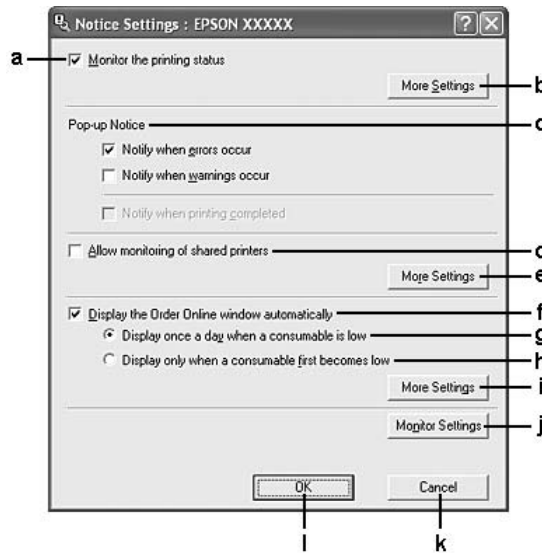 Notice Settings : EPSON XXXXX
a
Monitor the printing status
More Settings
b
Pop-up Notice
Notify when errors occur
Notify when warnings occur
Notify when printing completed
Allow monitoring of shared printers
d
More Settings
e
Display the Order Online window automatically
f
Display once a day when a consumable is low
g
Display only when a consumable first becomes low
h
More Settings
i
Monitor Settings
j
OK
Cancel
l
k